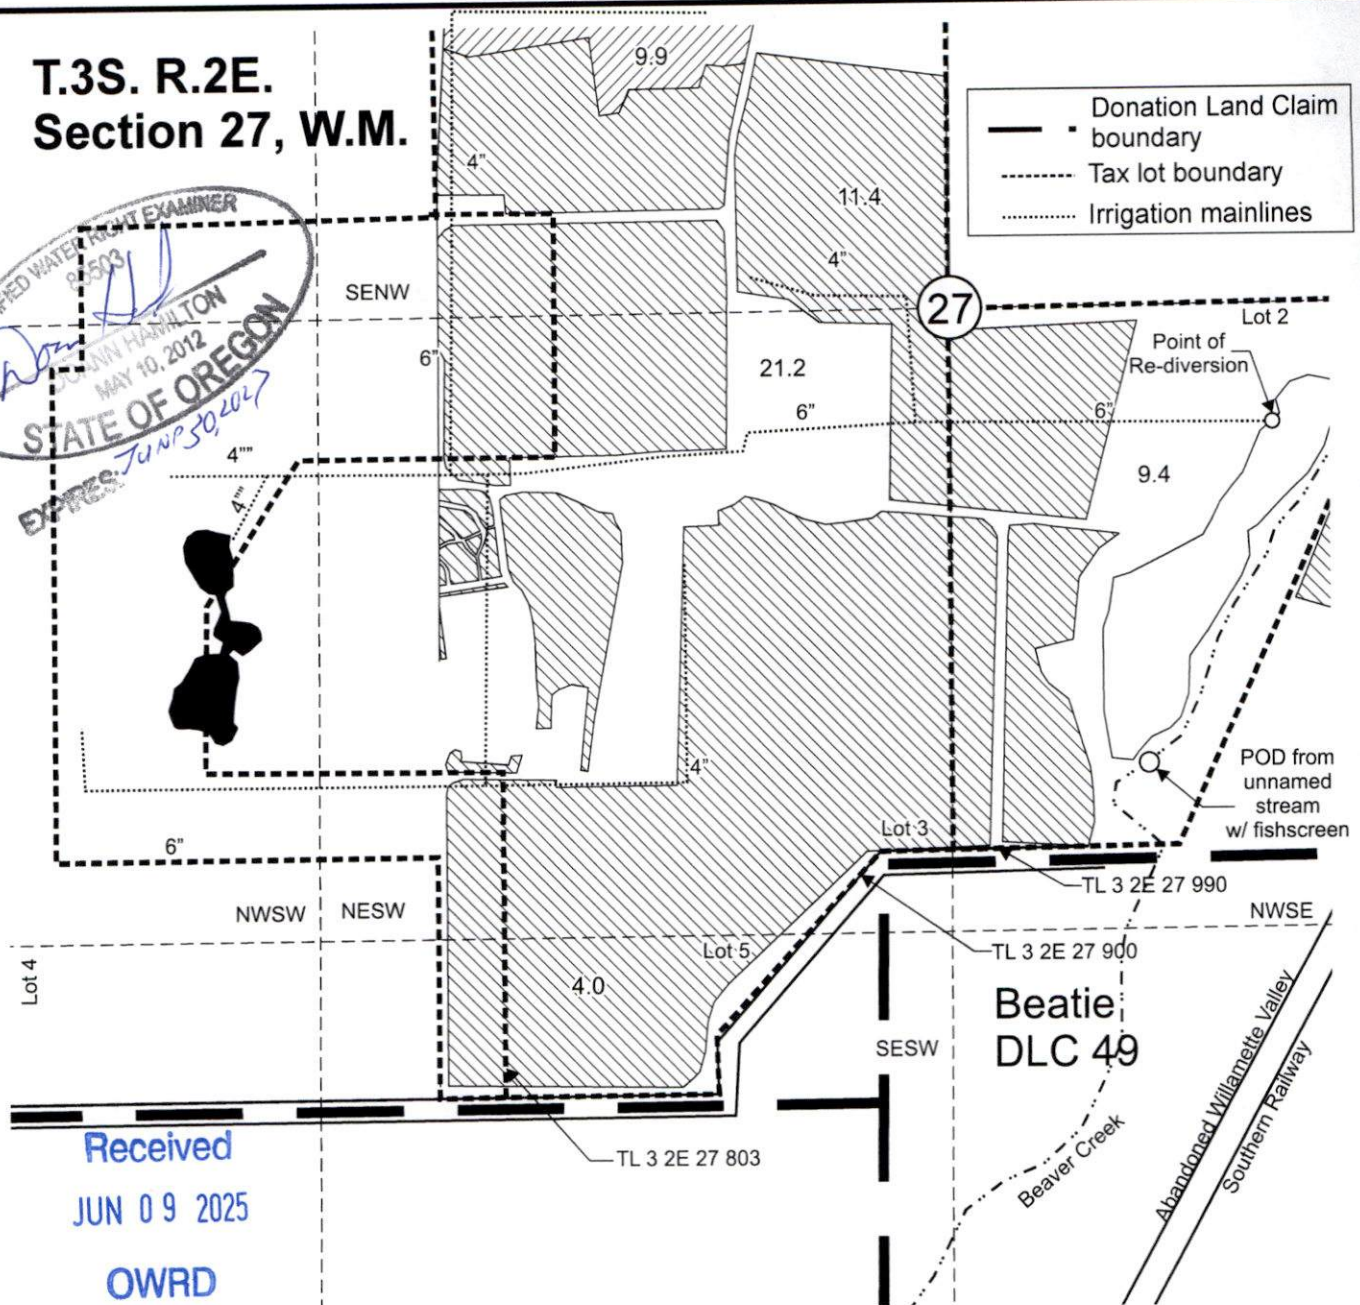 T.3S. R.2E.
Section 27, W.M.
Donation Land Claim
boundary
Tax lot boundary
Irrigation mainlines
WATER RIGHT EXAMINER
HAMILTON
MAY 10, 2012
STATE OF OREGON
EXPIRES: JUNE 30, 2027
9.9
4"
11.4
4"
SENW
27
Lot 2
Point of
Re-diversion
6"
21.2
6"
6"
9.4
4""
4""
POD from
unnamed
stream
w/ fishscreen
4"
Lot 3
6"
TL 3 2E 27 990
NWSW
NESW
NWSE
Lot 5
TL 3 2E 27 900
Lot 4
4.0
Beatie
DLC 49
SESW
Abandoned Willamette Valley
Southern Railway
Beaver Creek
TL 3 2E 27 803
Received
JUN 09 2025
OWRD